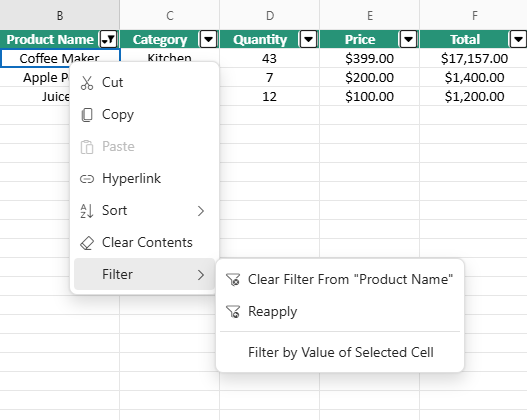 B C D E F
Product Name Category Quantity Price Total
Coffee Maker Kitchen 43 $399.00 $17,157.00
Apple P 7 $200.00 $1,400.00
Juice 12 $100.00 $1,200.00
Cut
Copy
Paste
Hyperlink
Sort
Clear Contents
Filter
Clear Filter From "Product Name"
Reapply
Filter by Value of Selected Cell